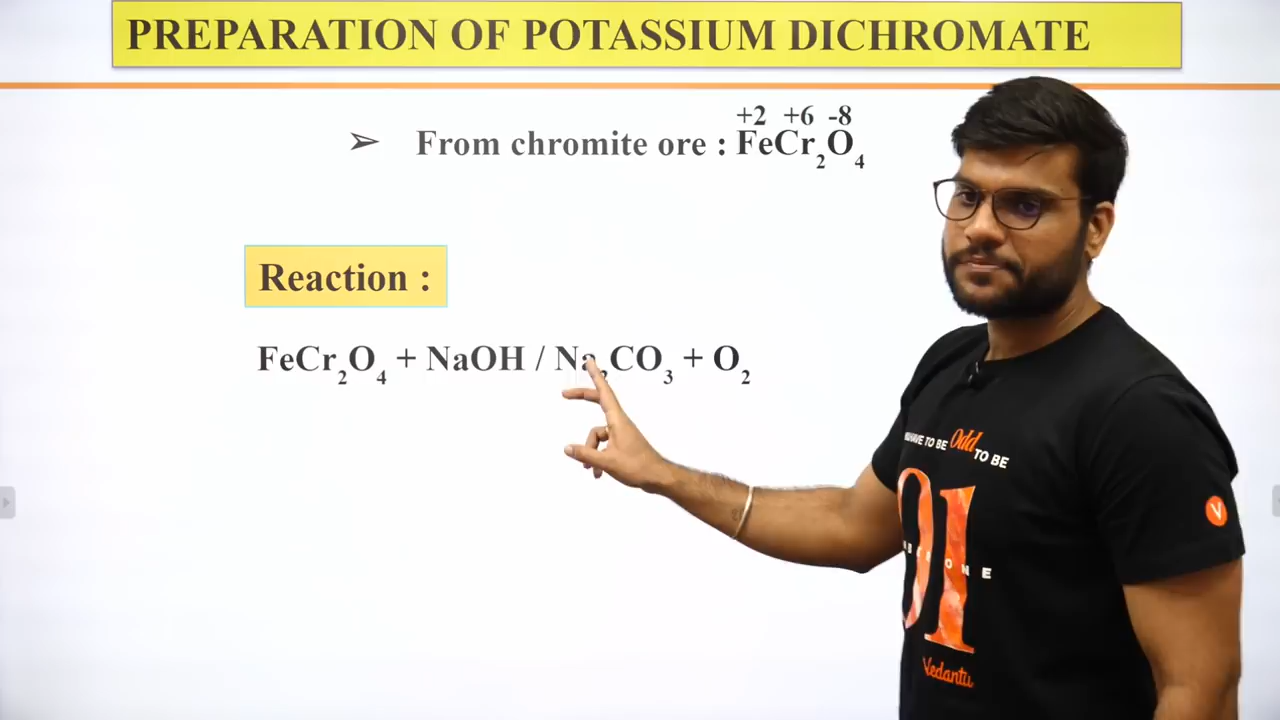 PREPARATION OF POTASSIUM DICHROMATE
+2 +6 -8
➢ From chromite ore : FeCr₂O₄
Reaction :
FeCr₂O₄ + NaOH / Na₂CO₃ + O₂
HAVE TO BE Odd TO BE
01
Vedantu
V